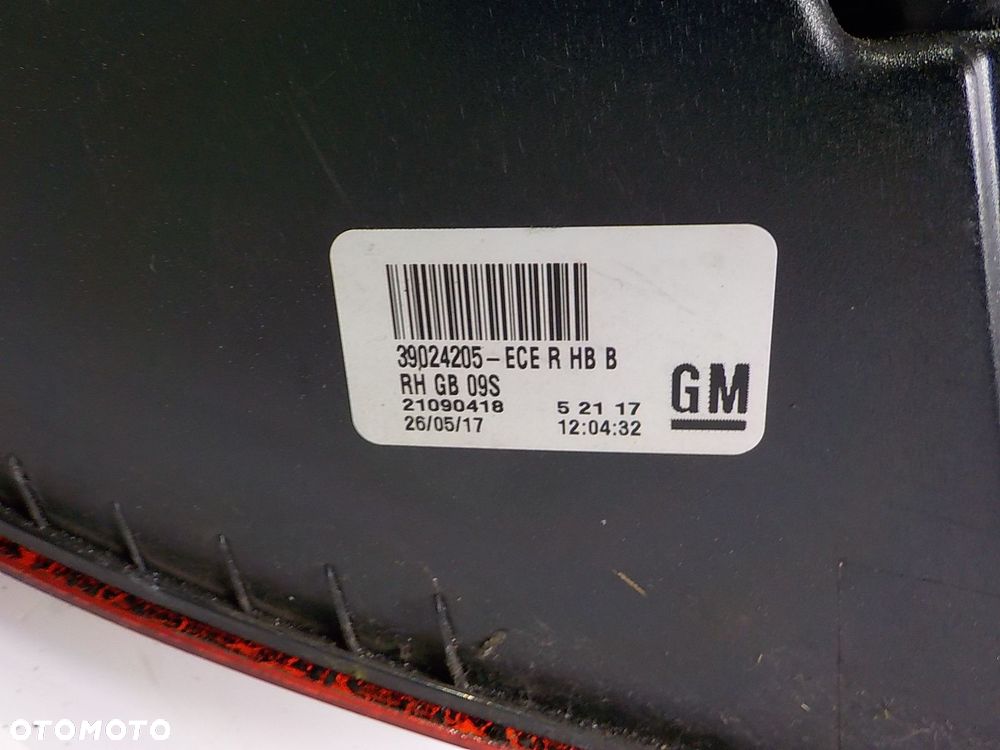 39024205-ECE R HB B
RH GB 09S
21090418 5 21 17
26/05/17 12:04:32
GM
OTOMOTO